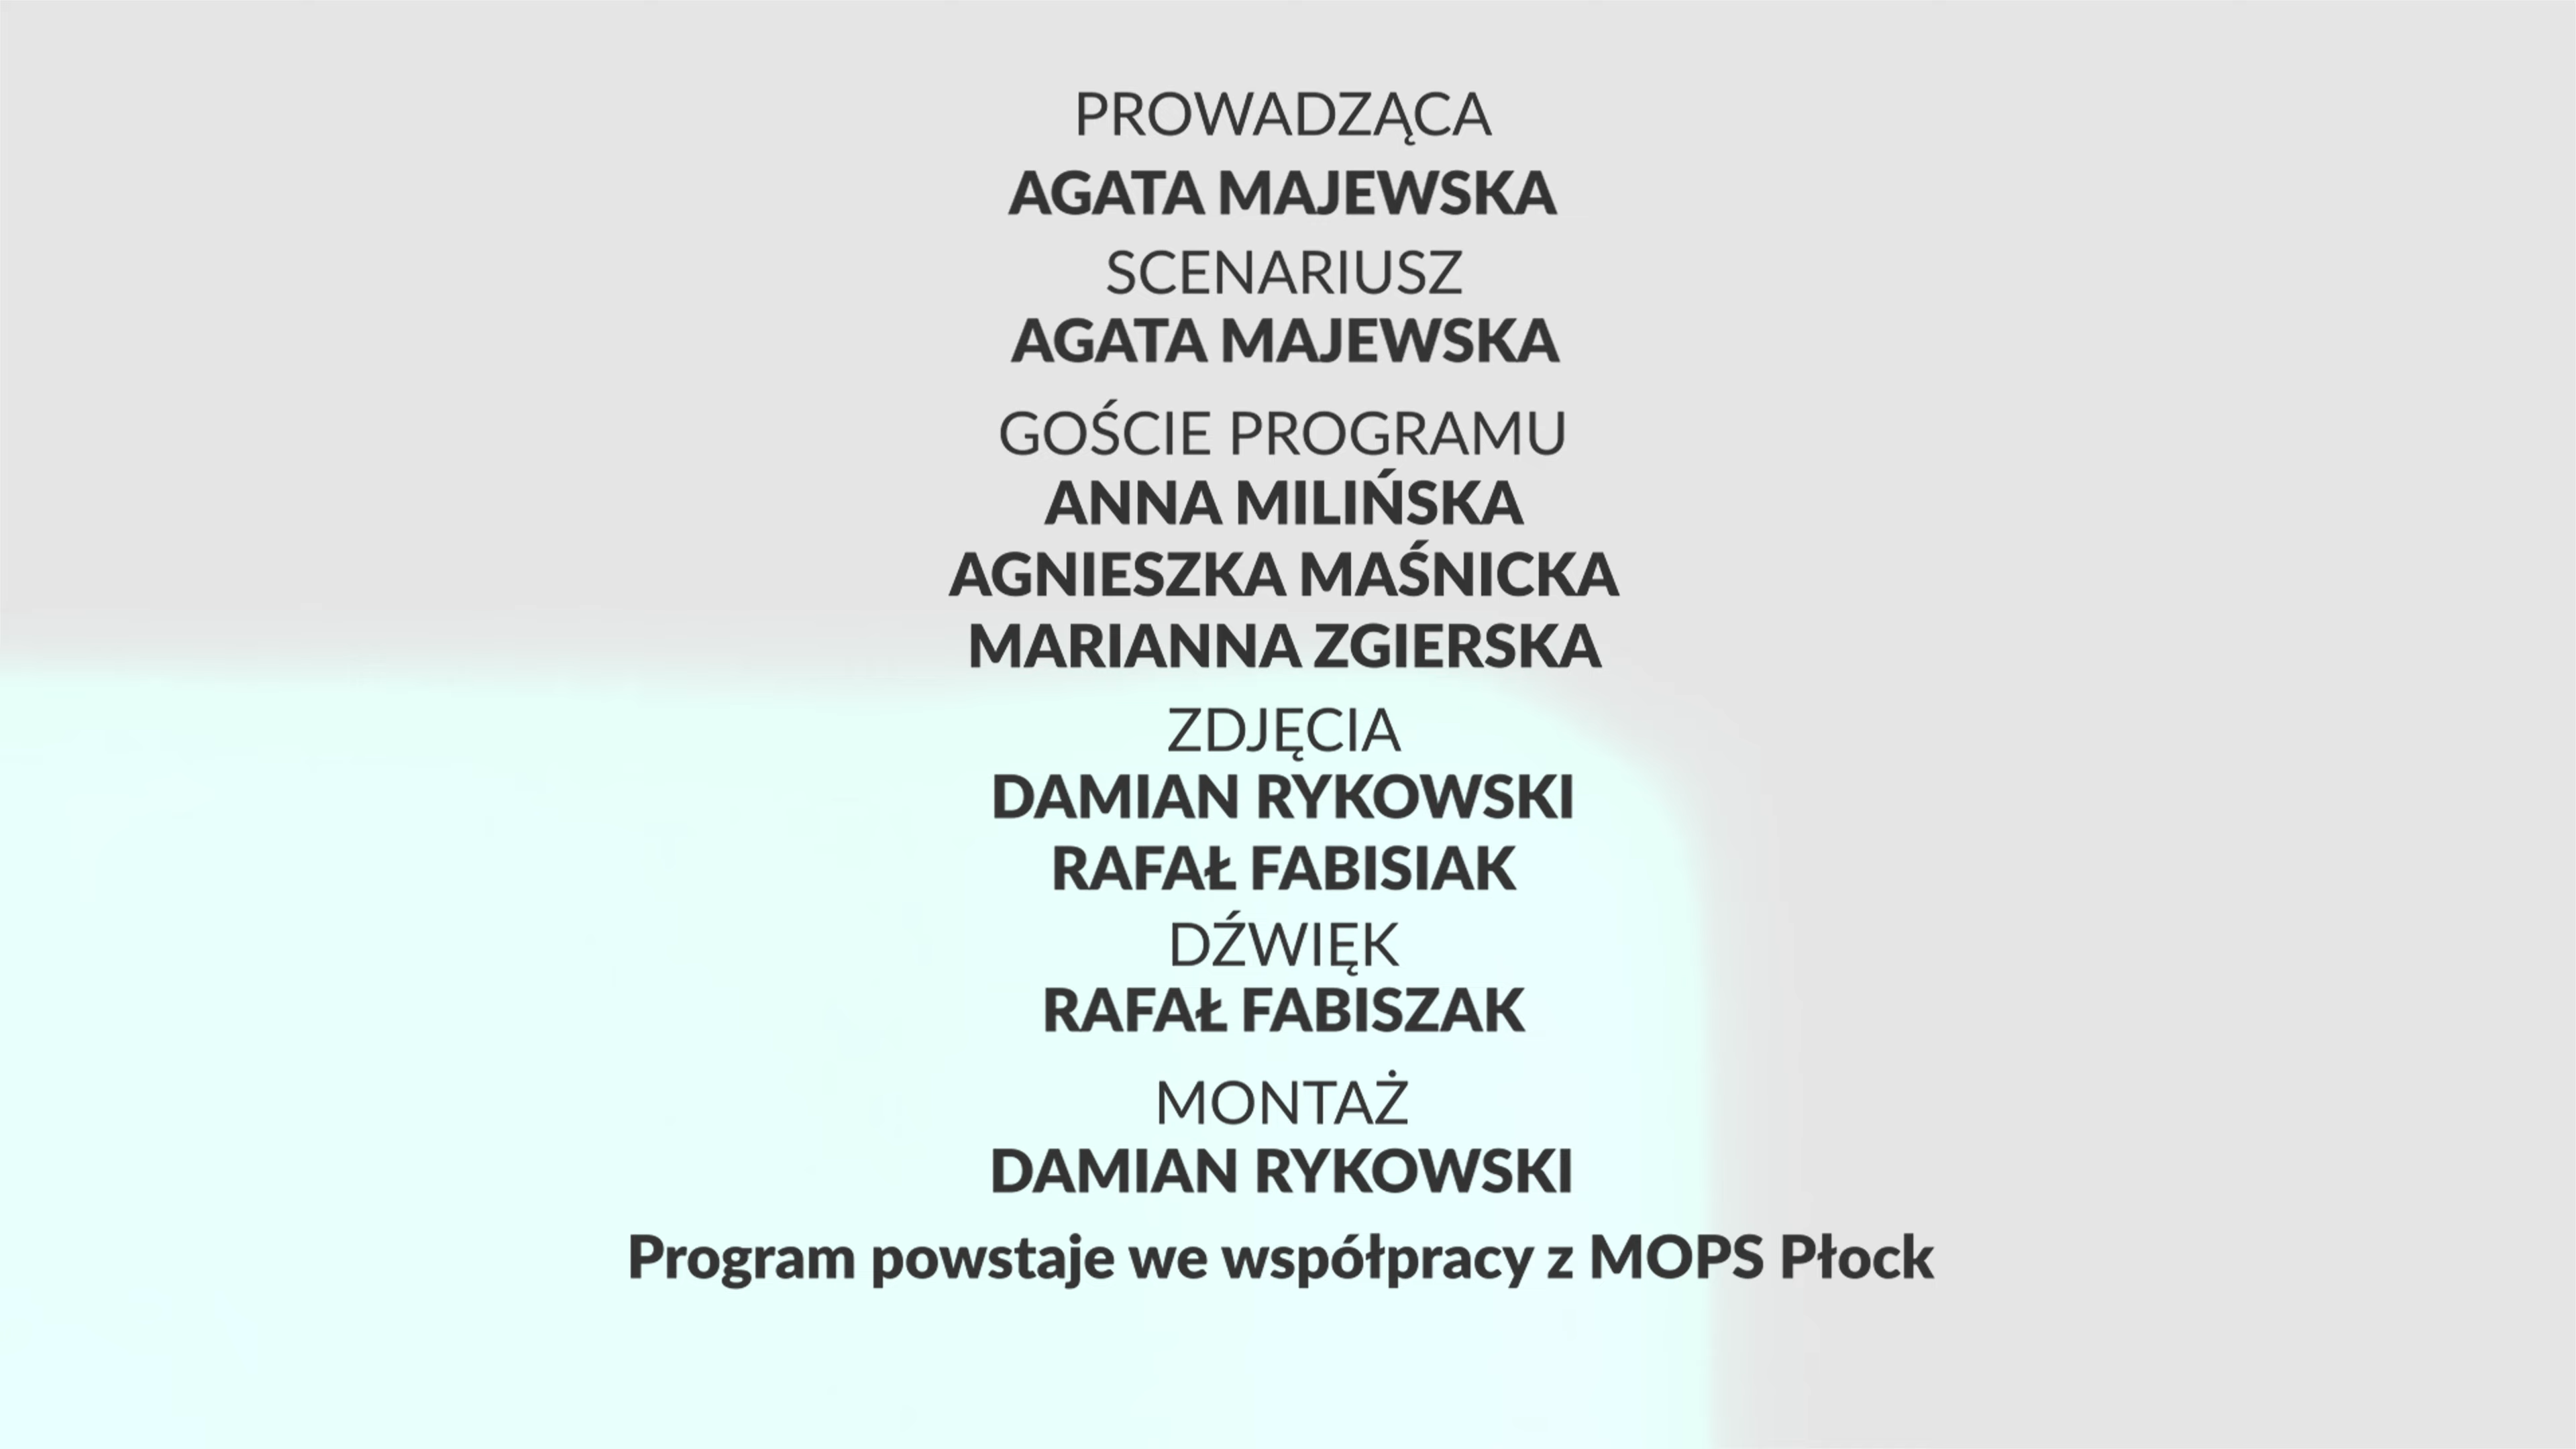 PROWADZĄCA
AGATA MAJEWSKA
SCENARIUSZ
AGATA MAJEWSKA
GOŚCIE PROGRAMU
ANNA MILIŃSKA
AGNIESZKA MAŚNICKA
MARIANNA ZGIERSKA
ZDJĘCIA
DAMIAN RYKOWSKI
RAFAŁ FABISIAK
DŹWIĘK
RAFAŁ FABISZAK
MONTAŻ
DAMIAN RYKOWSKI
Program powstaje we współpracy z MOPS Płock